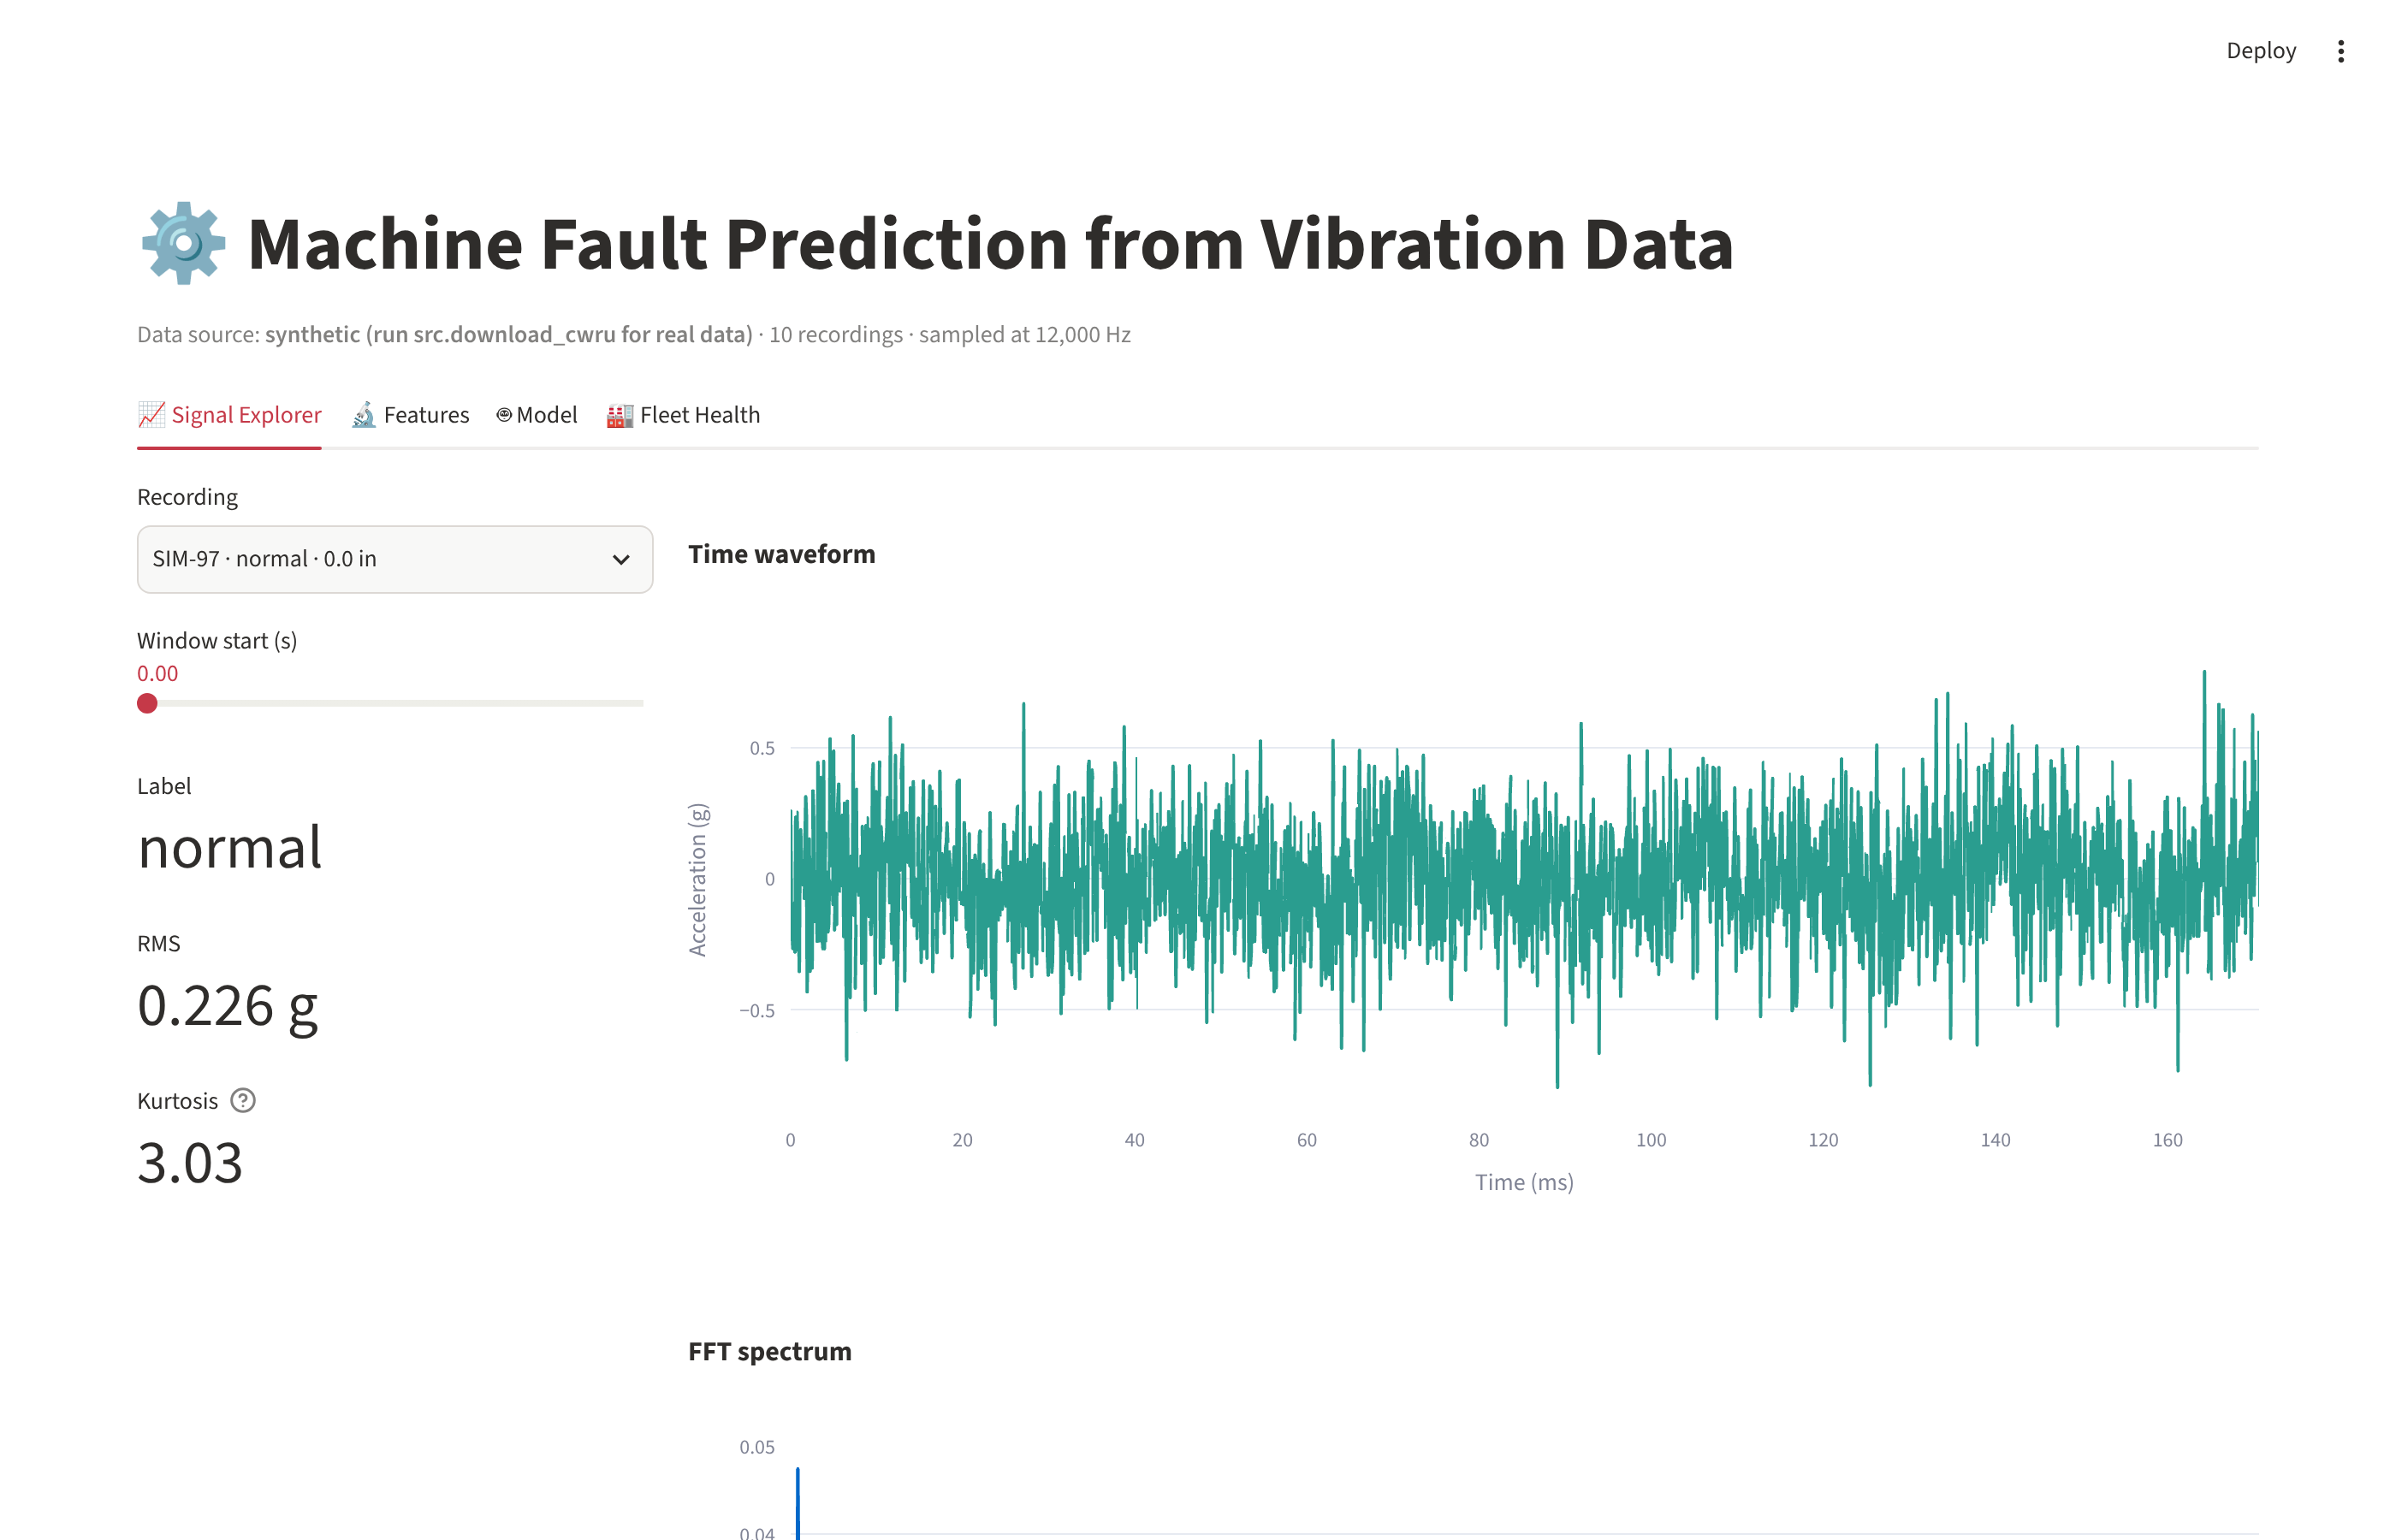 Deploy
Machine Fault Prediction from Vibration Data
Data source: synthetic (run src.download_cwru for real data) · 10 recordings · sampled at 12,000 Hz
Signal Explorer Features Model Fleet Health
Recording
SIM-97 · normal · 0.0 in
Window start (s)
0.00
Label
normal
RMS
0.226 g
Kurtosis
3.03
Time waveform
Acceleration (g)
0.5
0
−0.5
0 20 40 60 80 100 120 140 160
Time (ms)
FFT spectrum
0.05
0.04